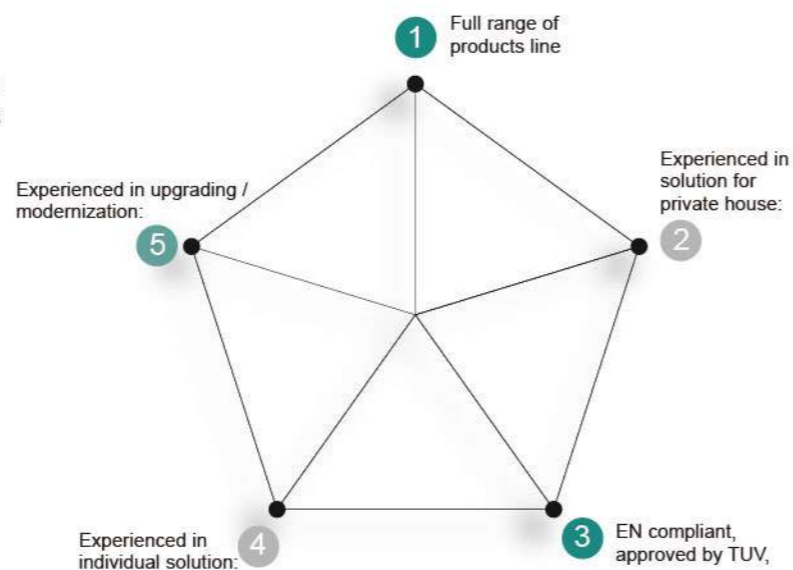 1
Full range of
products line
Experienced in
solution for
private house:
2
EN compliant,
approved by TUV,
3
Experienced in
individual solution:
4
Experienced in upgrading /
modernization:
5